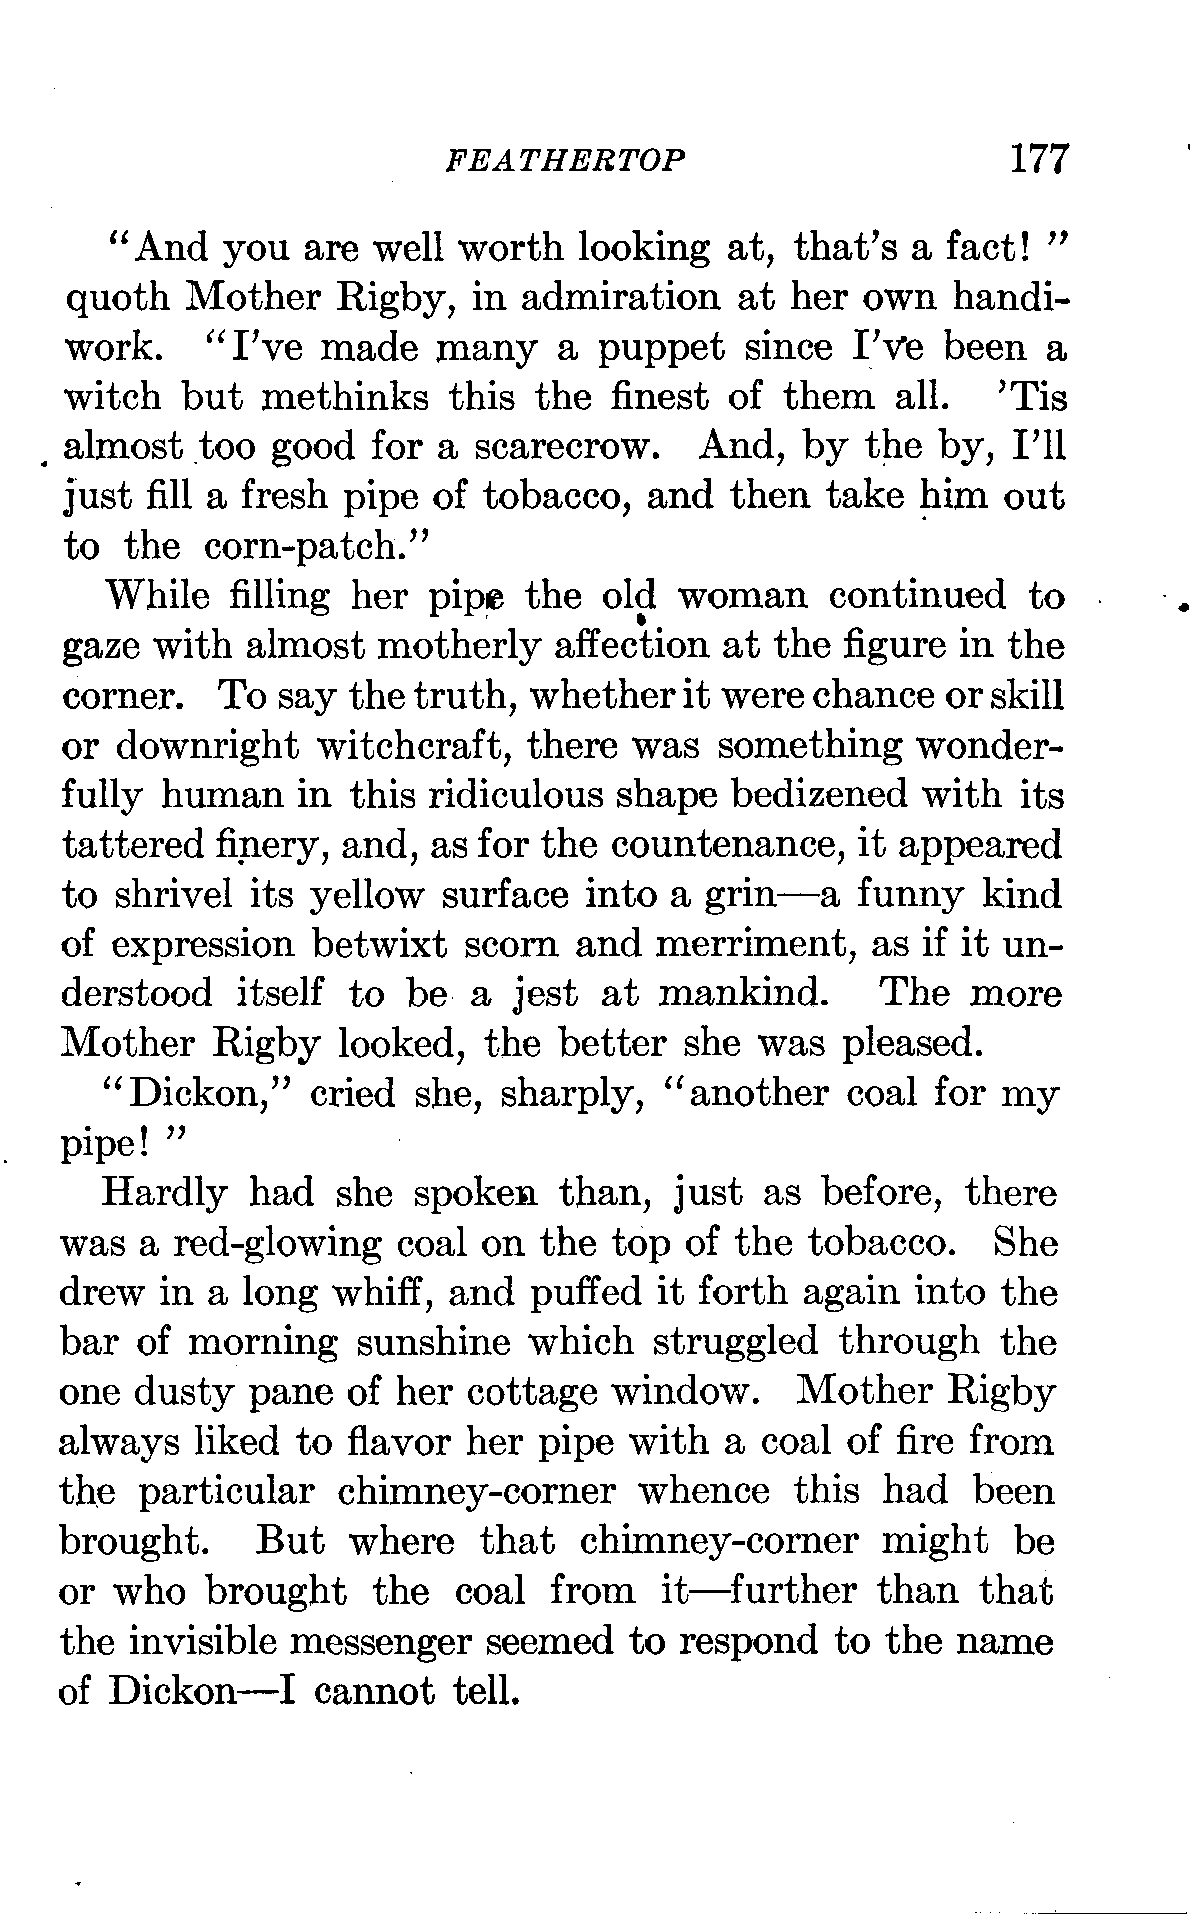 FEATHERTOP 177
"And you are well worth looking at, that's a fact!"
quoth Mother Rigby, in admiration at her own handi-
work. "I've made many a puppet since I've been a
witch but methinks this the finest of them all. 'Tis
almost too good for a scarecrow. And, by the by, I'll
just fill a fresh pipe of tobacco, and then take him out
to the corn-patch."
While filling her pipe the old woman continued to
gaze with almost motherly affection at the figure in the
corner. To say the truth, whether it were chance or skill
or downright witchcraft, there was something wonder-
fully human in this ridiculous shape bedizened with its
tattered finery, and, as for the countenance, it appeared
to shrivel its yellow surface into a grin—a funny kind
of expression betwixt scorn and merriment, as if it un-
derstood itself to be a jest at mankind. The more
Mother Rigby looked, the better she was pleased.
"Dickon," cried she, sharply, "another coal for my
pipe!"
Hardly had she spoken than, just as before, there
was a red-glowing coal on the top of the tobacco. She
drew in a long whiff, and puffed it forth again into the
bar of morning sunshine which struggled through the
one dusty pane of her cottage window. Mother Rigby
always liked to flavor her pipe with a coal of fire from
the particular chimney-corner whence this had been
brought. But where that chimney-corner might be
or who brought the coal from it—further than that
the invisible messenger seemed to respond to the name
of Dickon—I cannot tell.